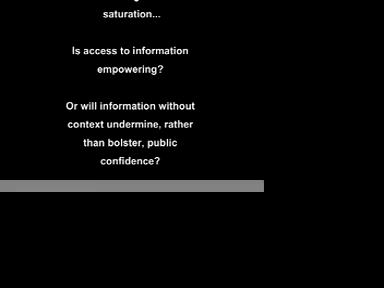 saturation...
Is access to information
empowering?
Or will information without
context undermine, rather
than bolster, public
confidence?